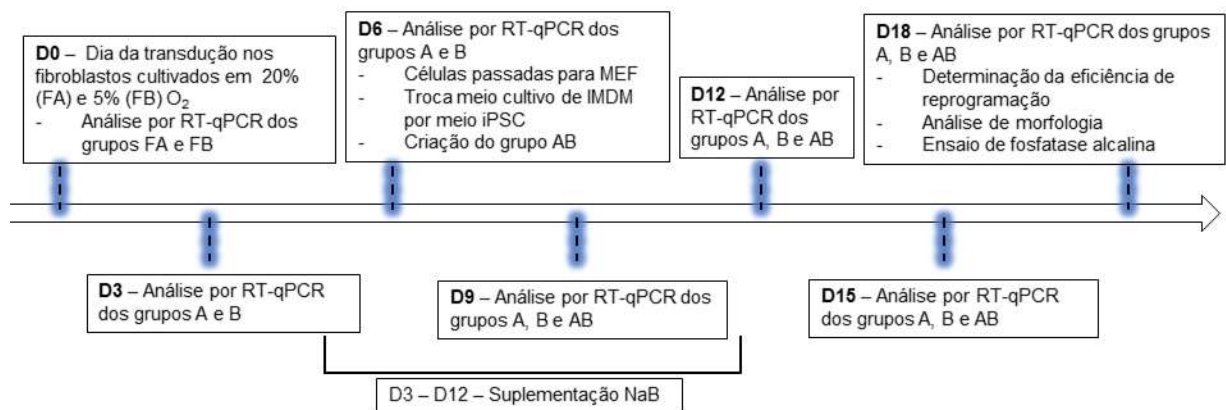 D0 – Dia da transdução nos
fibroblastos cultivados em 20%
(FA) e 5% (FB) O2
- Análise por RT-qPCR dos
grupos FA e FB
D3 – Análise por RT-qPCR
dos grupos A e B
D6 – Análise por RT-qPCR dos
grupos A e B
- Células passadas para MEF
- Troca meio cultivo de IMDM
por meio iPSC
- Criação do grupo AB
D9 – Análise por RT-qPCR dos
grupos A, B e AB
D12 – Análise por
RT-qPCR dos
grupos A, B e AB
D15 – Análise por RT-qPCR
dos grupos A, B e AB
D18 – Análise por RT-qPCR dos grupos
A, B e AB
- Determinação da eficiência de
reprogramação
- Análise de morfologia
- Ensaio de fosfatase alcalina
D3 – D12 – Suplementação NaB